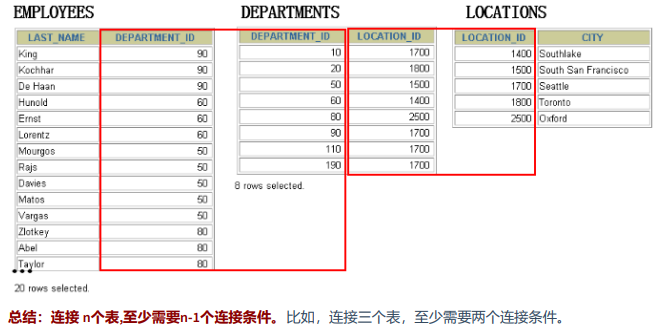 EMPLOYEES DEPARTMENTS LOCATIONS
LAST_NAME DEPARTMENT_ID
King 90
Kochhar 90
De Haan 90
Hunold 60
Ernst 60
Lorentz 60
Mourgos 50
Rajs 50
Davies 50
Matos 50
Vargas 50
Zlotkey 80
Abel 80
Taylor 80
...
20 rows selected.
DEPARTMENT_ID LOCATION_ID
10 1700
20 1800
50 1500
60 1400
80 2500
90 1700
110 1700
190 1700
8 rows selected.
LOCATION_ID CITY
1400 Southlake
1500 South San Francisco
1700 Seattle
1800 Toronto
2500 Oxford
总结：连接 n个表,至少需要n-1个连接条件。比如，连接三个表，至少需要两个连接条件。